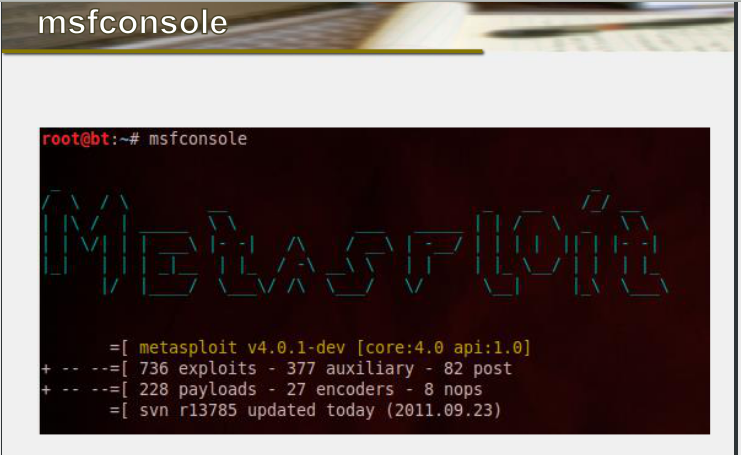 msfconsole
root@bt:~# msfconsole
METASPLOIT
=[ metasploit v4.0.1-dev [core:4.0 api:1.0]
+ -- --=[ 736 exploits - 377 auxiliary - 82 post
+ -- --=[ 228 payloads - 27 encoders - 8 nops
=[ svn r13785 updated today (2011.09.23)